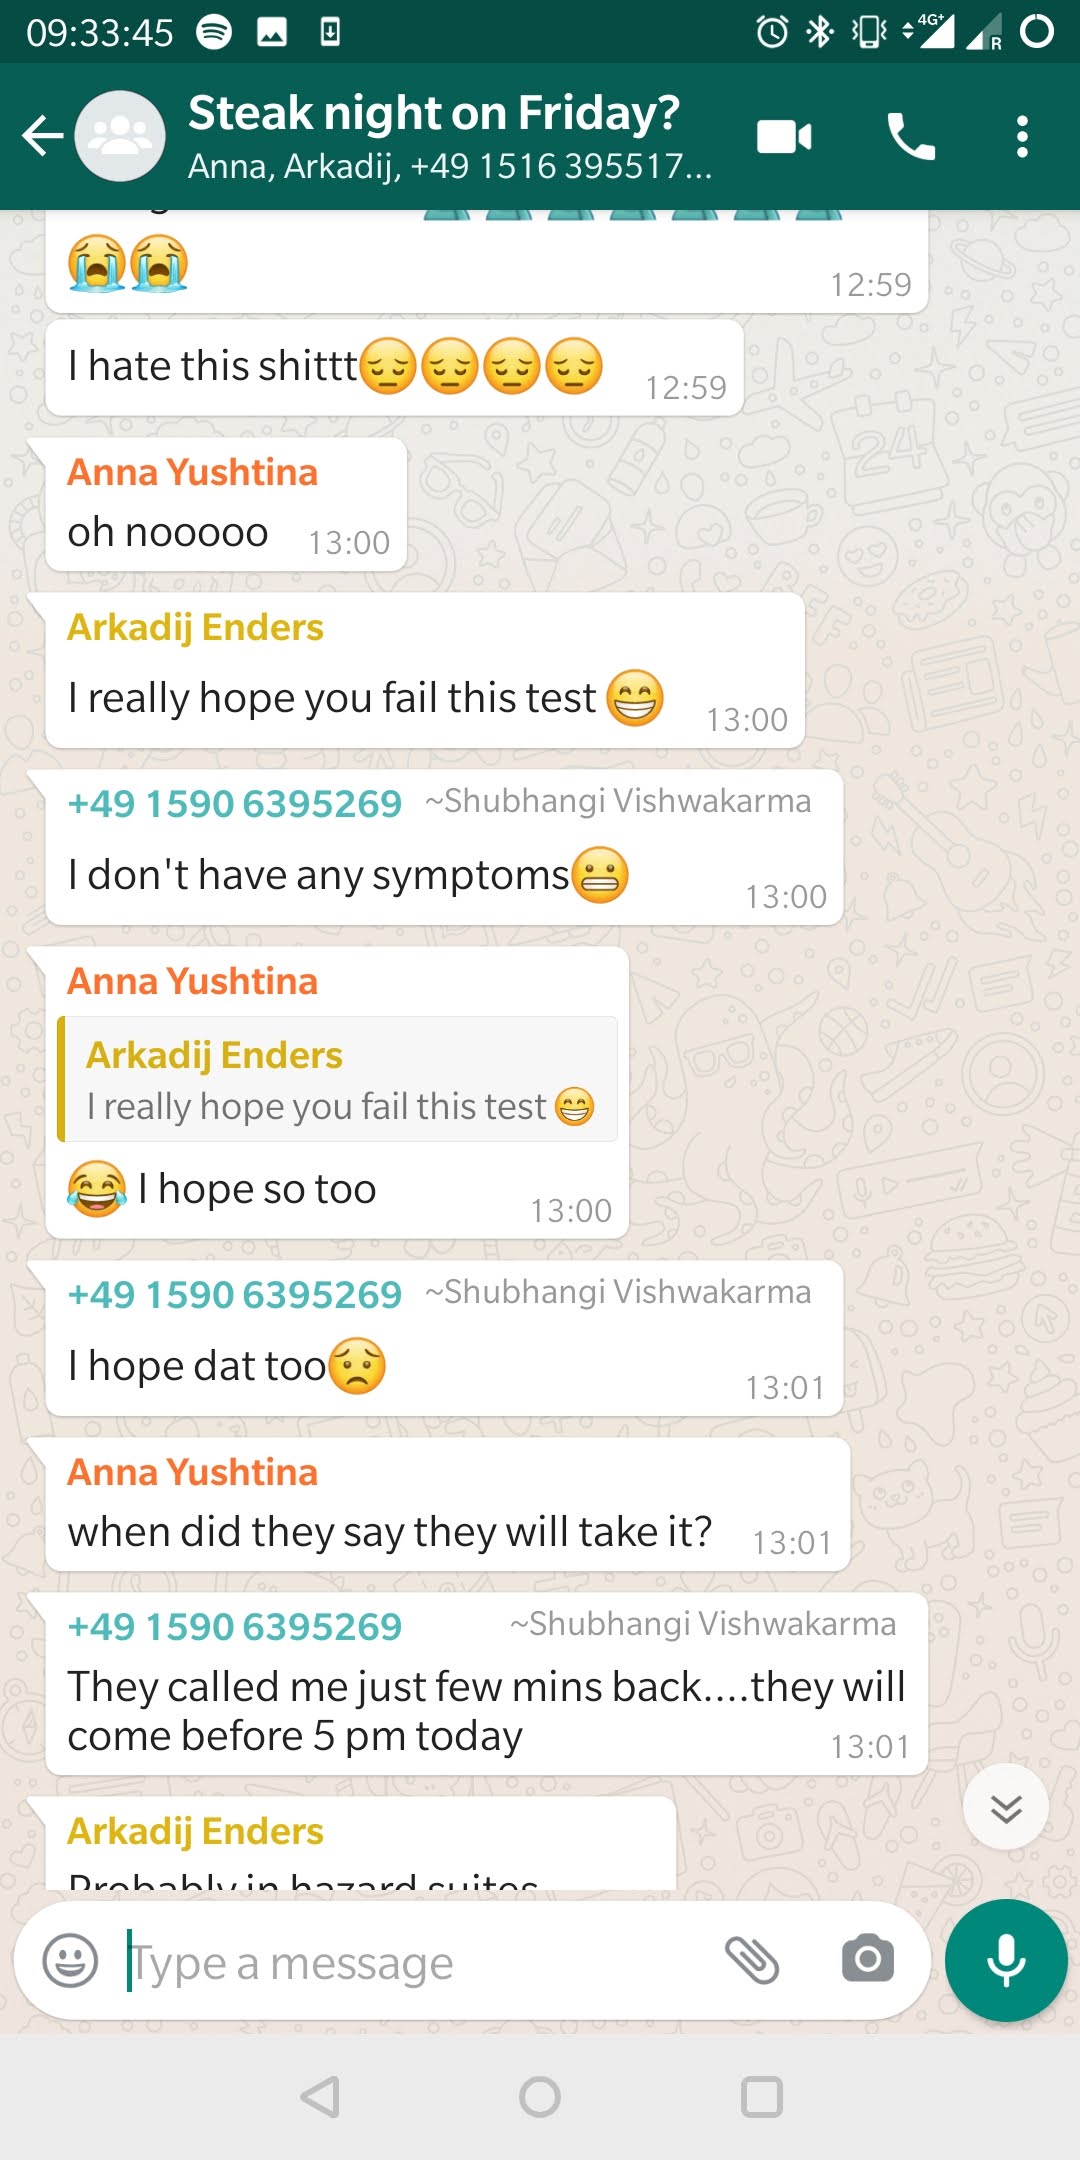 09:33:45
4G+
R
Steak night on Friday?
Anna, Arkadij, +49 1516 395517...
😭😭
12:59
I hate this shittt😔😔😔😔 12:59
Anna Yushtina
oh nooooo 13:00
Arkadij Enders
I really hope you fail this test 😁 13:00
+49 1590 6395269 ~Shubhangi Vishwakarma
I don't have any symptoms😬 13:00
Anna Yushtina
Arkadij Enders
I really hope you fail this test 😁
😂 I hope so too 13:00
+49 1590 6395269 ~Shubhangi Vishwakarma
I hope dat too😟 13:01
Anna Yushtina
when did they say they will take it? 13:01
+49 1590 6395269 ~Shubhangi Vishwakarma
They called me just few mins back....they will
come before 5 pm today 13:01
Arkadij Enders
Probably in hazard suites
Type a message